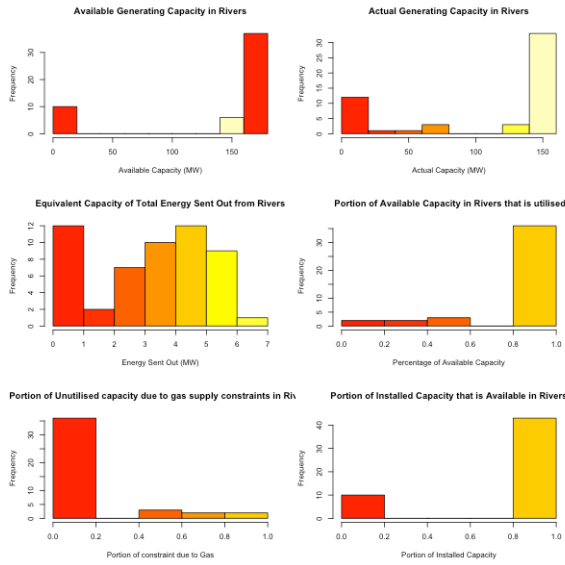 Available Generating Capacity in Rivers
Frequency
0 10 20 30
0 50 100 150
Available Capacity (MW)
Actual Generating Capacity in Rivers
Frequency
0 5 10 20 30
0 50 100 150
Actual Capacity (MW)
Equivalent Capacity of Total Energy Sent Out from Rivers
Frequency
0 2 4 6 8 10 12
0 1 2 3 4 5 6 7
Energy Sent Out (MW)
Portion of Available Capacity in Rivers that is utilised
Frequency
0 5 15 30
0.0 0.2 0.4 0.6 0.8 1.0
Percentage of Available Capacity
Portion of Unutilised capacity due to gas supply constraints in Riv
Frequency
0 5 15 30
0.0 0.2 0.4 0.6 0.8 1.0
Portion of constraint due to Gas
Portion of Installed Capacity that is Available in Rivers
Frequency
0 10 20 30 40
0.0 0.2 0.4 0.6 0.8 1.0
Portion of Installed Capacity